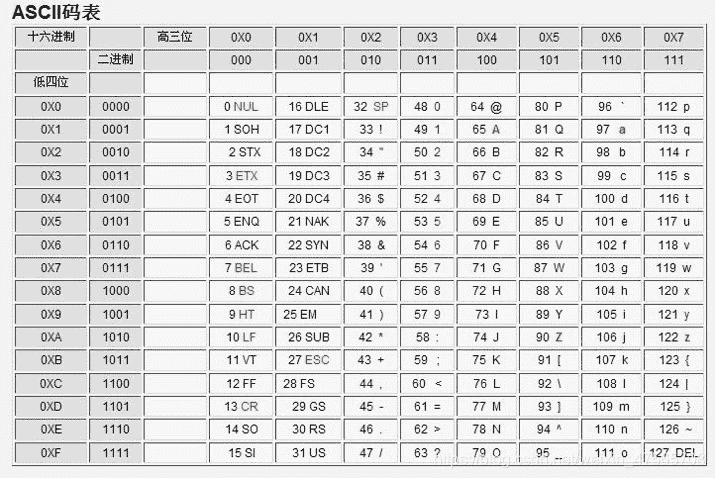 ASCII码表
十六进制 高三位 0X0 0X1 0X2 0X3 0X4 0X5 0X6 0X7
二进制 000 001 010 011 100 101 110 111
低四位
0X0 0000 0 NUL 16 DLE 32 SP 48 0 64 @ 80 P 96 ` 112 p
0X1 0001 1 SOH 17 DC1 33 ! 49 1 65 A 81 Q 97 a 113 q
0X2 0010 2 STX 18 DC2 34 " 50 2 66 B 82 R 98 b 114 r
0X3 0011 3 ETX 19 DC3 35 # 51 3 67 C 83 S 99 c 115 s
0X4 0100 4 EOT 20 DC4 36 $ 52 4 68 D 84 T 100 d 116 t
0X5 0101 5 ENQ 21 NAK 37 % 53 5 69 E 85 U 101 e 117 u
0X6 0110 6 ACK 22 SYN 38 & 54 6 70 F 86 V 102 f 118 v
0X7 0111 7 BEL 23 ETB 39 ' 55 7 71 G 87 W 103 g 119 w
0X8 1000 8 BS 24 CAN 40 ( 56 8 72 H 88 X 104 h 120 x
0X9 1001 9 HT 25 EM 41 ) 57 9 73 I 89 Y 105 i 121 y
0XA 1010 10 LF 26 SUB 42 * 58 : 74 J 90 Z 106 j 122 z
0XB 1011 11 VT 27 ESC 43 + 59 ; 75 K 91 [ 107 k 123 {
0XC 1100 12 FF 28 FS 44 , 60 < 76 L 92 \ 108 l 124 |
0XD 1101 13 CR 29 GS 45 - 61 = 77 M 93 ] 109 m 125 }
0XE 1110 14 SO 30 RS 46 . 62 > 78 N 94 ^ 110 n 126 ~
0XF 1111 15 SI 31 US 47 / 63 ? 79 O 95 _ 111 o 127 DEL